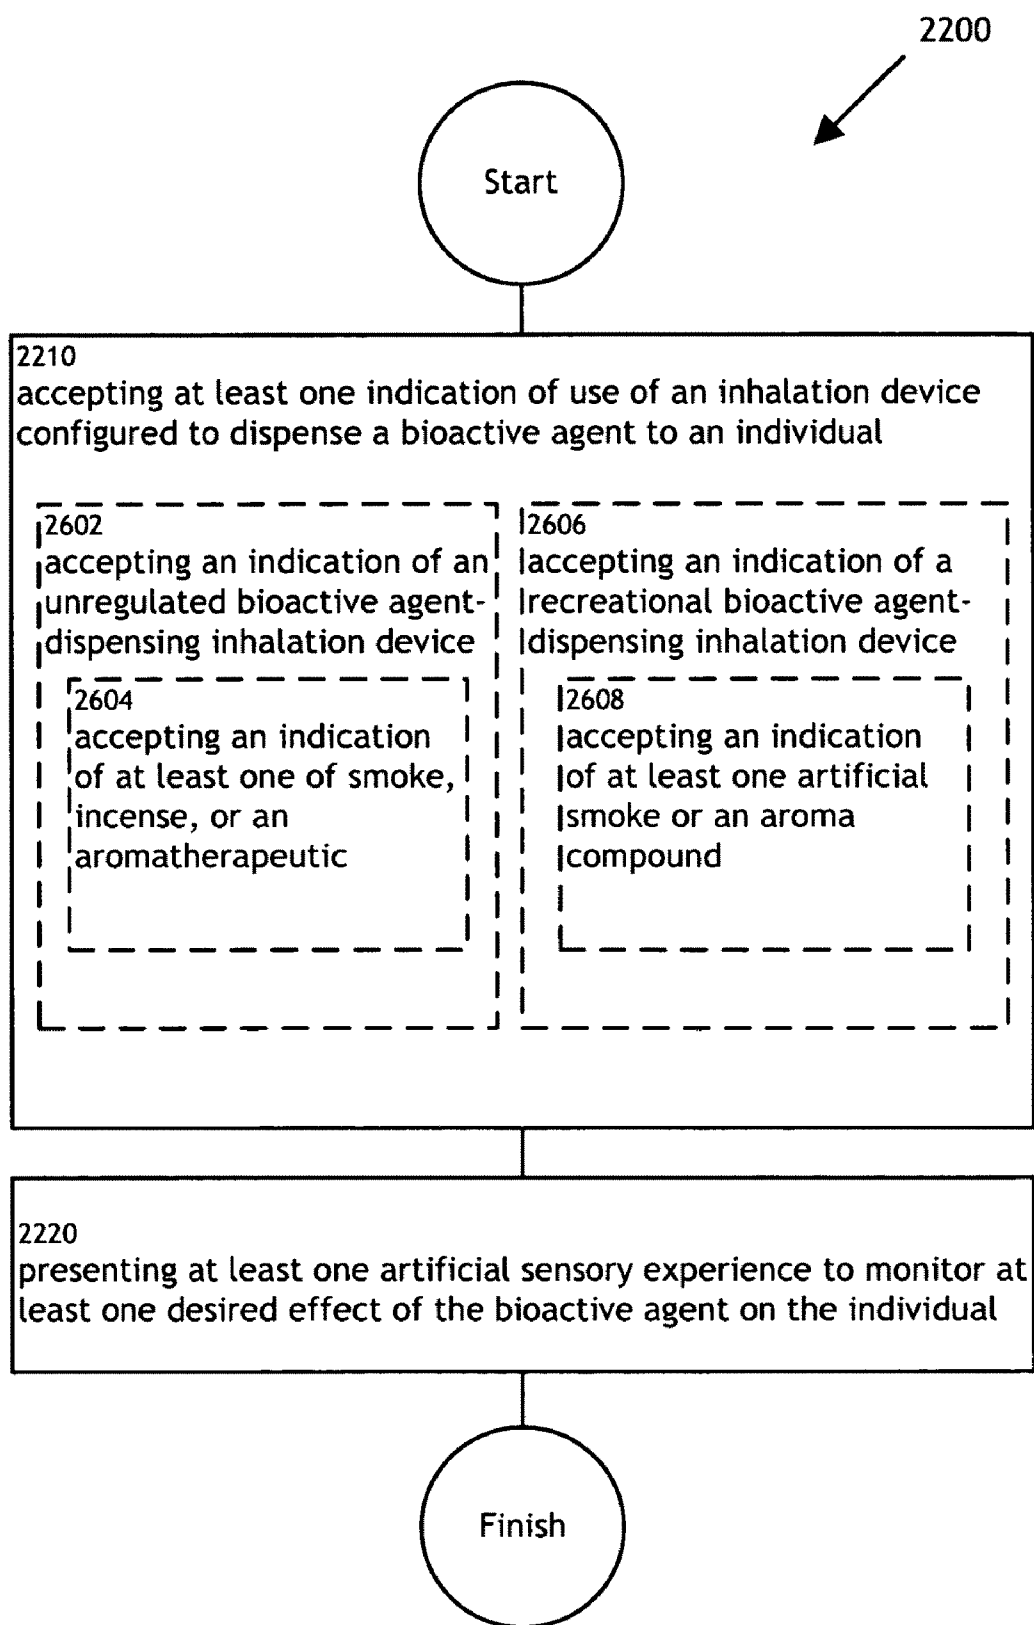 2200
Start
2210
accepting at least one indication of use of an inhalation device
configured to dispense a bioactive agent to an individual
2602
accepting an indication of an
unregulated bioactive agent-
dispensing inhalation device
2604
accepting an indication
of at least one of smoke,
incense, or an
aromatherapeutic
2606
accepting an indication of a
recreational bioactive agent-
dispensing inhalation device
2608
accepting an indication
of at least one artificial
smoke or an aroma
compound
2220
presenting at least one artificial sensory experience to monitor at
least one desired effect of the bioactive agent on the individual
Finish